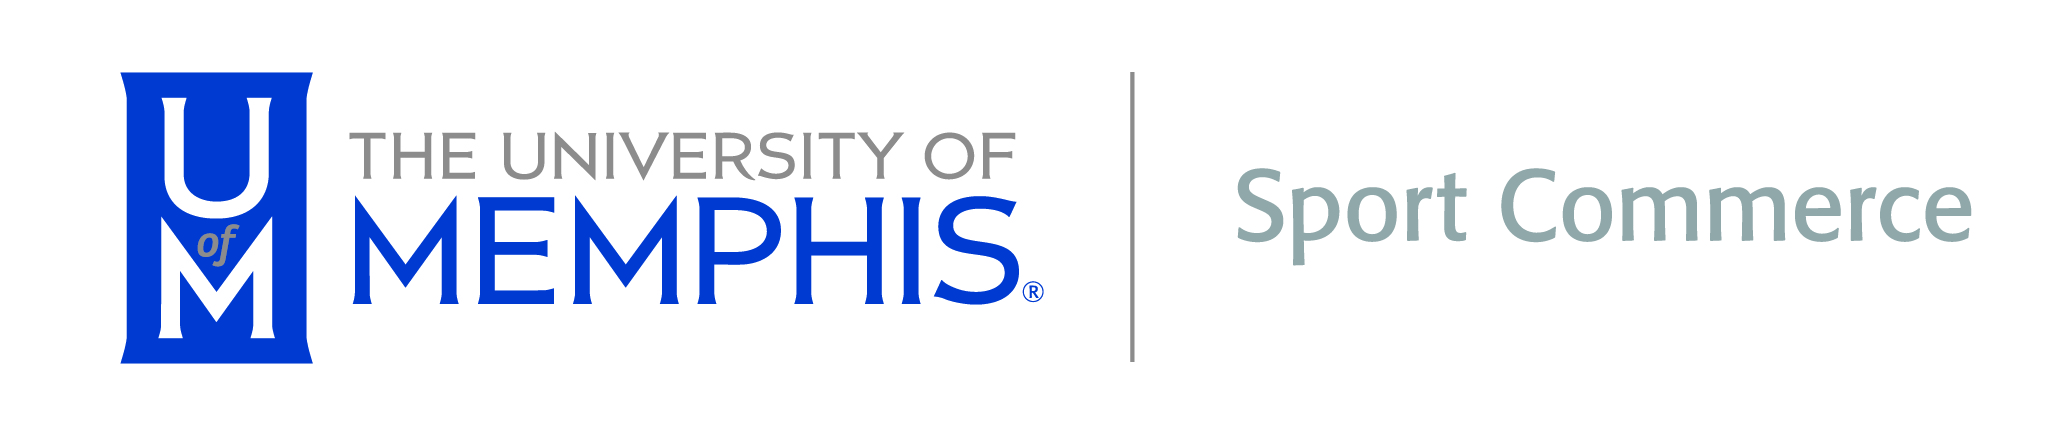 U
of
M
THE UNIVERSITY OF
MEMPHIS®
Sport Commerce